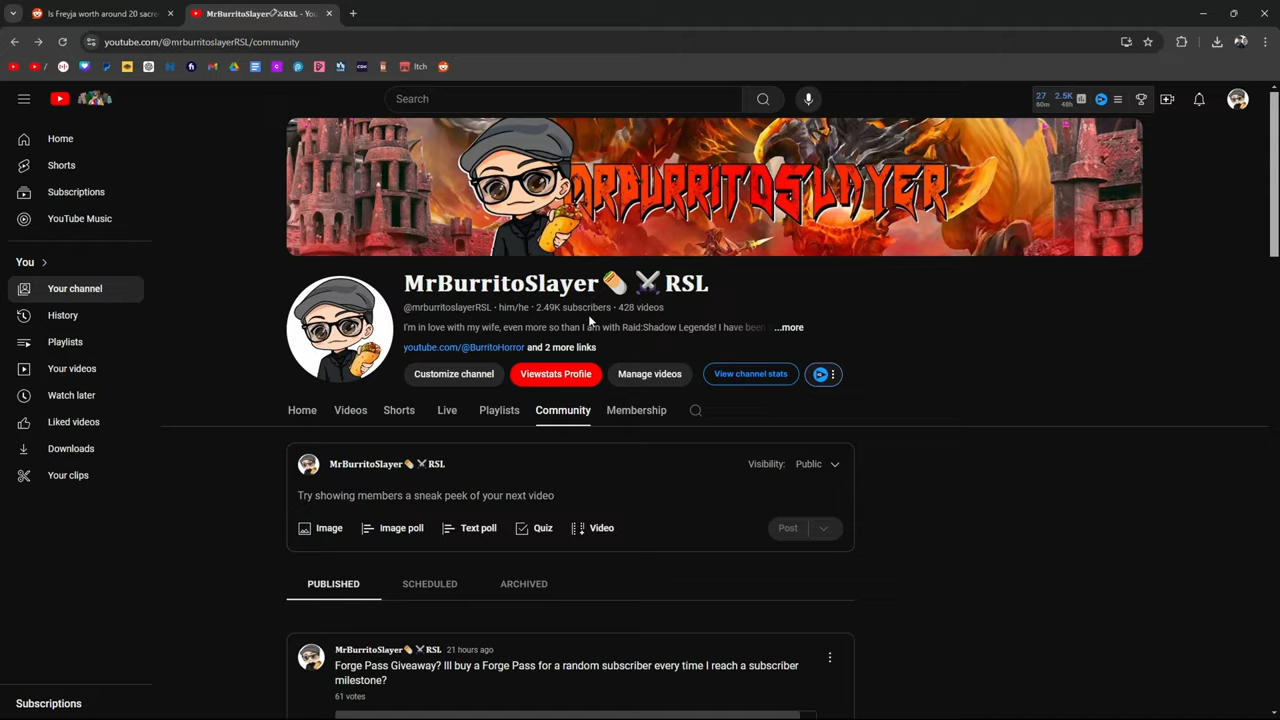 Is Freyja worth around 20 sacre
MrBurritoSlayer🌯⚔RSL - You
youtube.com/@mrburritoslayerRSL/community
Itch
Search
27
60m
2.5K
48h
Home
Shorts
Subscriptions
YouTube Music
You
Your channel
History
Playlists
Your videos
Watch later
Liked videos
Downloads
Your clips
Subscriptions
MRBURRITOSLAYER
MrBurritoSlayer🌯⚔RSL
@mrburritoslayerRSL · him/he · 2.49K subscribers · 428 videos
I'm in love with my wife, even more so than I am with Raid:Shadow Legends! I have been ...more
youtube.com/@BurritoHorror and 2 more links
Customize channel Viewstats Profile Manage videos View channel stats
Home Videos Shorts Live Playlists Community Membership
MrBurritoSlayer🌯⚔RSL Visibility: Public
Try showing members a sneak peek of your next video
Image Image poll Text poll Quiz Video Post
PUBLISHED SCHEDULED ARCHIVED
MrBurritoSlayer🌯⚔RSL 21 hours ago
Forge Pass Giveaway? Ill buy a Forge Pass for a random subscriber every time I reach a subscriber
milestone?
61 votes